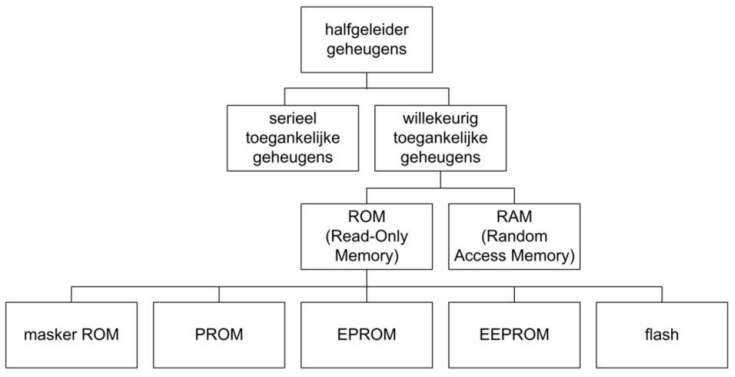 halfgeleider
geheugens
serieel
toegankelijke
geheugens
willekeurig
toegankelijke
geheugens
ROM
(Read-Only
Memory)
RAM
(Random
Access Memory)
masker ROM
PROM
EPROM
EEPROM
flash